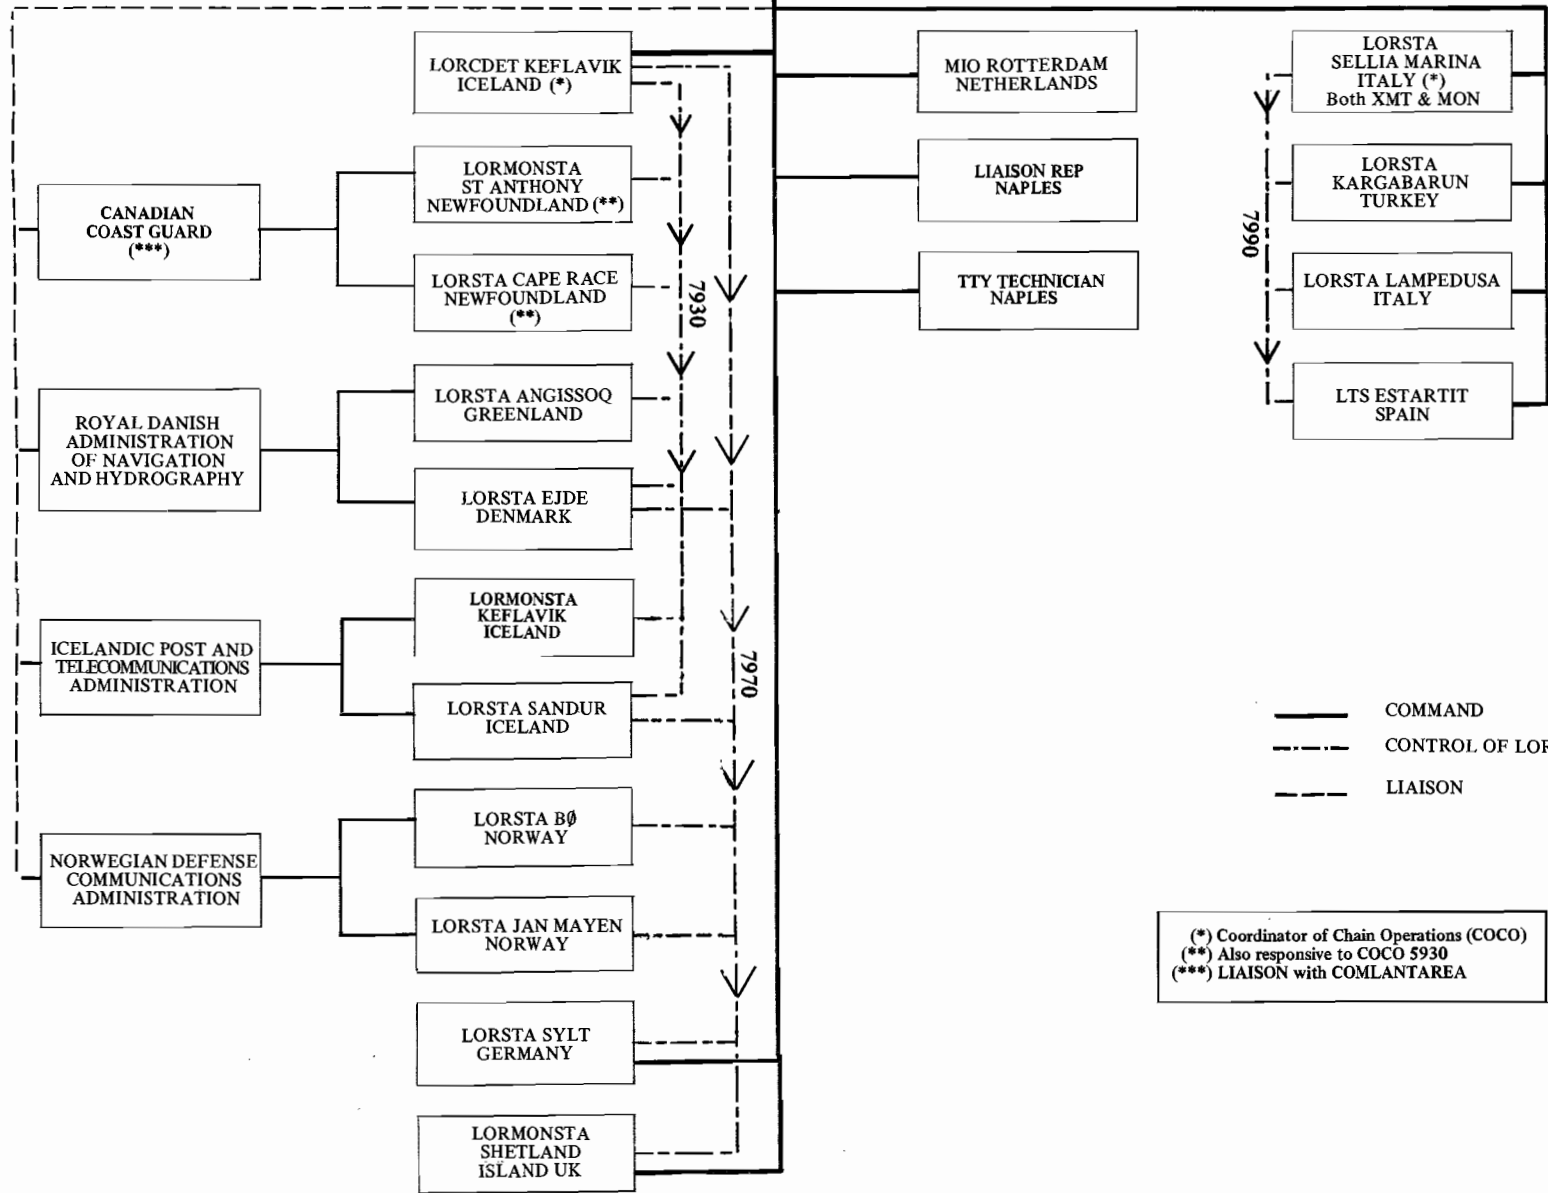 LORCDET KEFLAVIK
ICELAND (*)
LORMONSTA
ST ANTHONY
NEWFOUNDLAND (**)
LORSTA CAPE RACE
NEWFOUNDLAND
(**)
LORSTA ANGISSOQ
GREENLAND
LORSTA EJDE
DENMARK
LORMONSTA
KEFLAVIK
ICELAND
LORSTA SANDUR
ICELAND
LORSTA BØ
NORWAY
LORSTA JAN MAYEN
NORWAY
LORSTA SYLT
GERMANY
LORMONSTA
SHETLAND
ISLAND UK
CANADIAN
COAST GUARD
(***)
ROYAL DANISH
ADMINISTRATION
OF NAVIGATION
AND HYDROGRAPHY
ICELANDIC POST AND
TELECOMMUNICATIONS
ADMINISTRATION
NORWEGIAN DEFENSE
COMMUNICATIONS
ADMINISTRATION
7930
7970
MIO ROTTERDAM
NETHERLANDS
LIAISON REP
NAPLES
TTY TECHNICIAN
NAPLES
LORSTA
SELLIA MARINA
ITALY (*)
Both XMT & MON
LORSTA
KARGABARUN
TURKEY
LORSTA LAMPEDUSA
ITALY
LTS ESTARTIT
SPAIN
7990
COMMAND
CONTROL OF LOR
LIAISON
(*) Coordinator of Chain Operations (COCO)
(**) Also responsive to COCO 5930
(***) LIAISON with COMLANTAREA